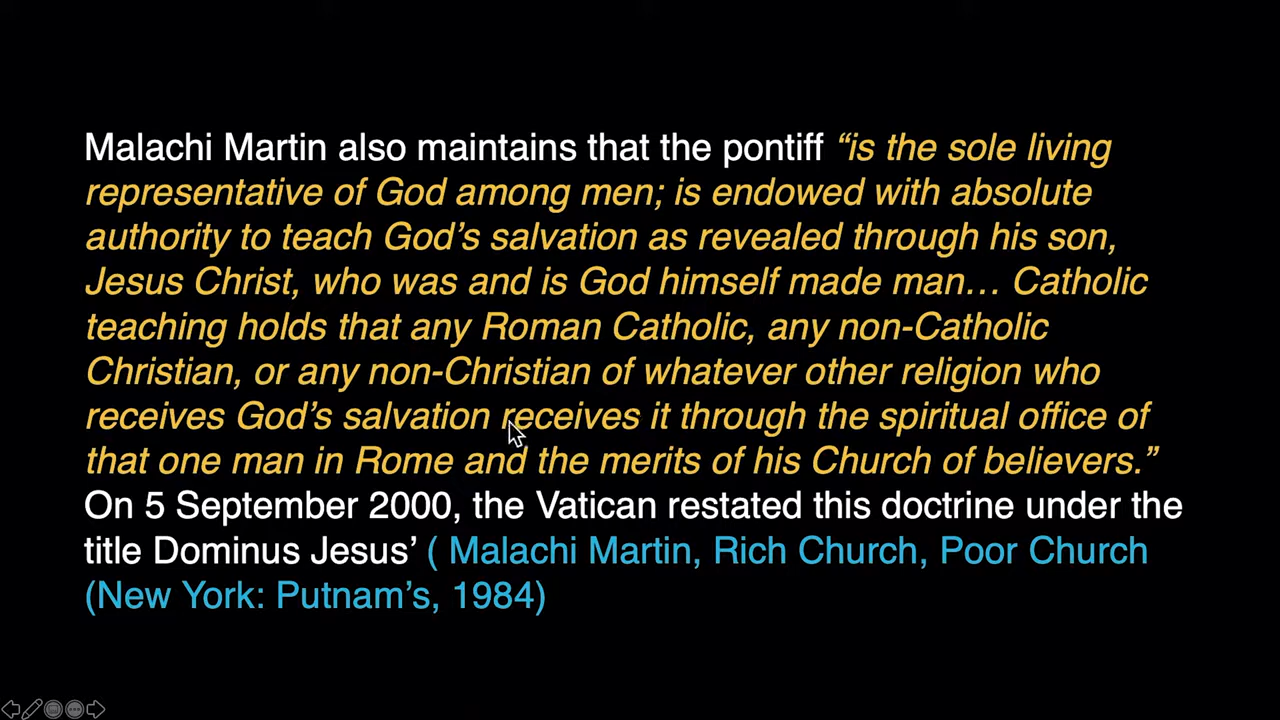 Malachi Martin also maintains that the pontiff “is the sole living
representative of God among men; is endowed with absolute
authority to teach God’s salvation as revealed through his son,
Jesus Christ, who was and is God himself made man… Catholic
teaching holds that any Roman Catholic, any non-Catholic
Christian, or any non-Christian of whatever other religion who
receives God’s salvation receives it through the spiritual office of
that one man in Rome and the merits of his Church of believers.”
On 5 September 2000, the Vatican restated this doctrine under the
title Dominus Jesus’ ( Malachi Martin, Rich Church, Poor Church
(New York: Putnam’s, 1984)